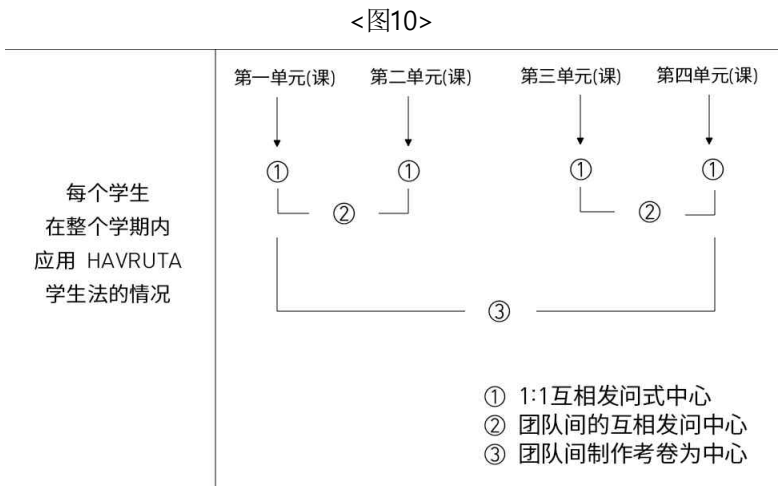 <图10>
每个学生
在整个学期内
应用 HAVRUTA
学生法的情况
第一单元(课) 第二单元(课) 第三单元(课) 第四单元(课)
① ① ① ①
② ②
③
① 1:1互相发问式中心
② 团队间的互相发问中心
③ 团队间制作考卷为中心